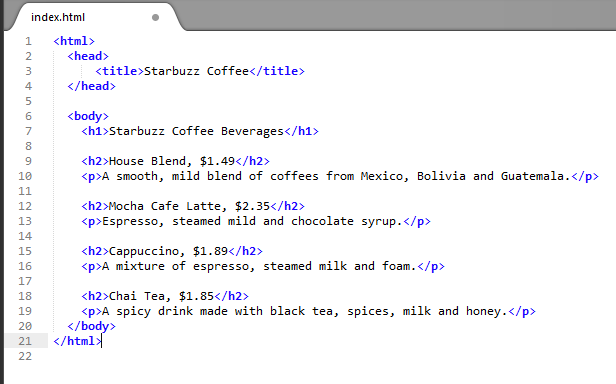 index.html
1 <html>
2 <head>
3 <title>Starbuzz Coffee</title>
4 </head>
5
6 <body>
7 <h1>Starbuzz Coffee Beverages</h1>
8
9 <h2>House Blend, $1.49</h2>
10 <p>A smooth, mild blend of coffees from Mexico, Bolivia and Guatemala.</p>
11
12 <h2>Mocha Cafe Latte, $2.35</h2>
13 <p>Espresso, steamed mild and chocolate syrup.</p>
14
15 <h2>Cappuccino, $1.89</h2>
16 <p>A mixture of espresso, steamed milk and foam.</p>
17
18 <h2>Chai Tea, $1.85</h2>
19 <p>A spicy drink made with black tea, spices, milk and honey.</p>
20 </body>
21 </html>
22